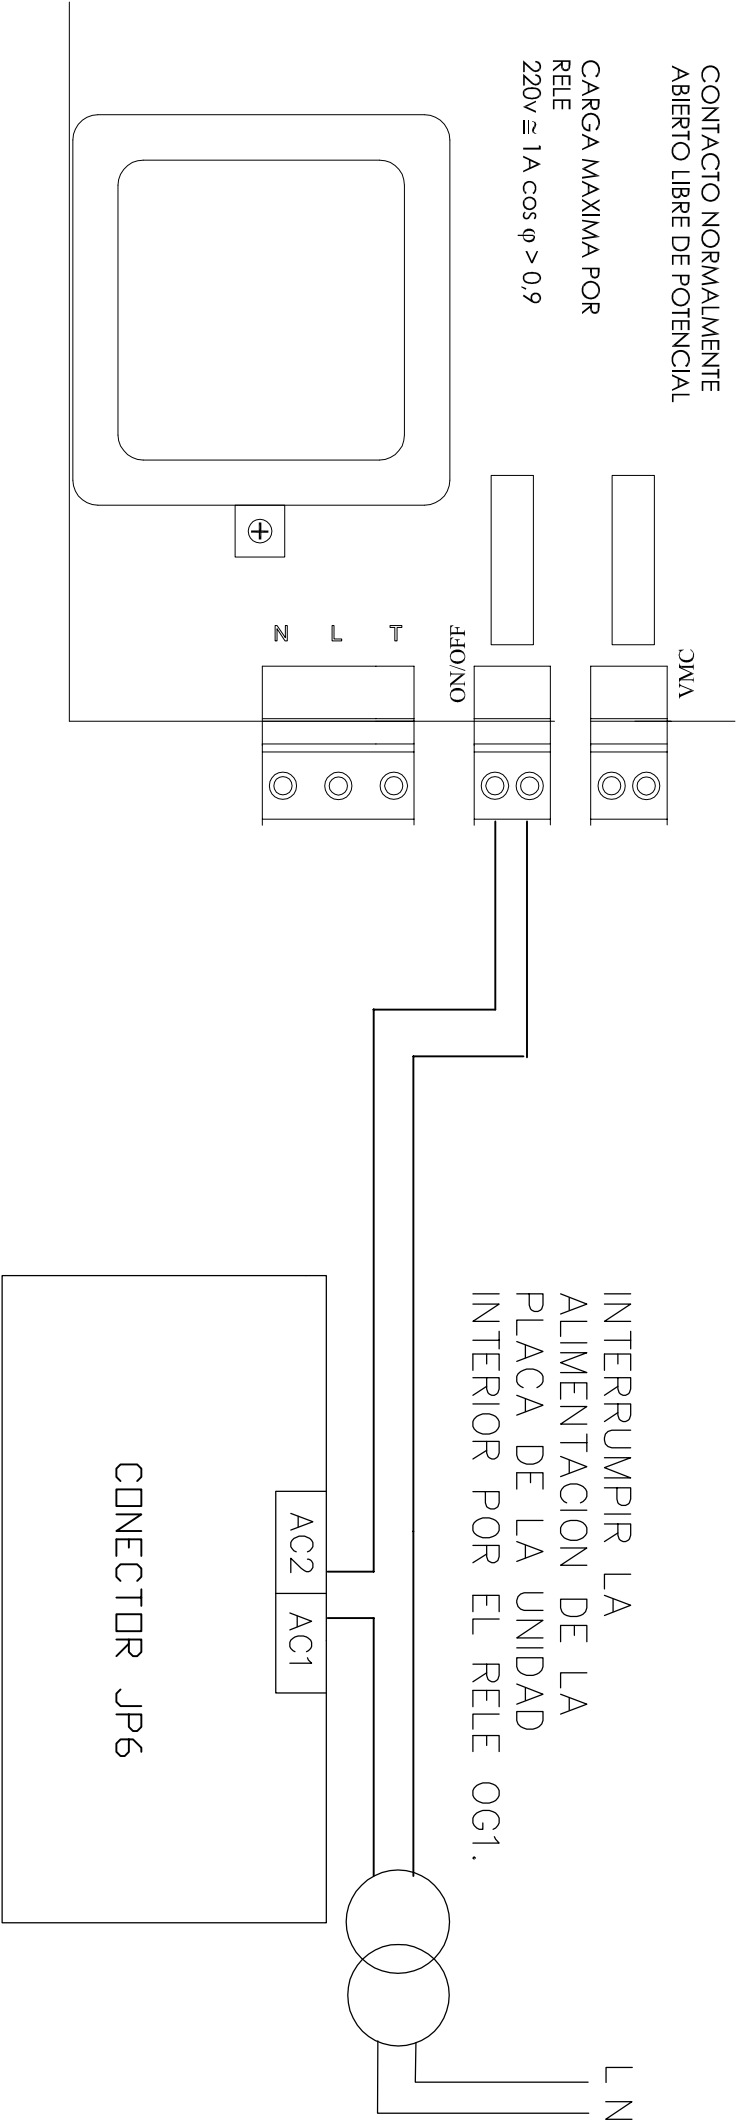 CONTACTO NORMALMENTE
ABIERTO LIBRE DE POTENCIAL
CARGA MAXIMA POR
RELE
220v ≅ 1A cos φ > 0,9
VMC
ON/OFF
T
L
N
INTERRUMPIR LA
ALIMENTACION DE LA
PLACA DE LA UNIDAD
INTERIOR POR EL RELE OG1.
L N
AC2 AC1
CONECTOR JP6